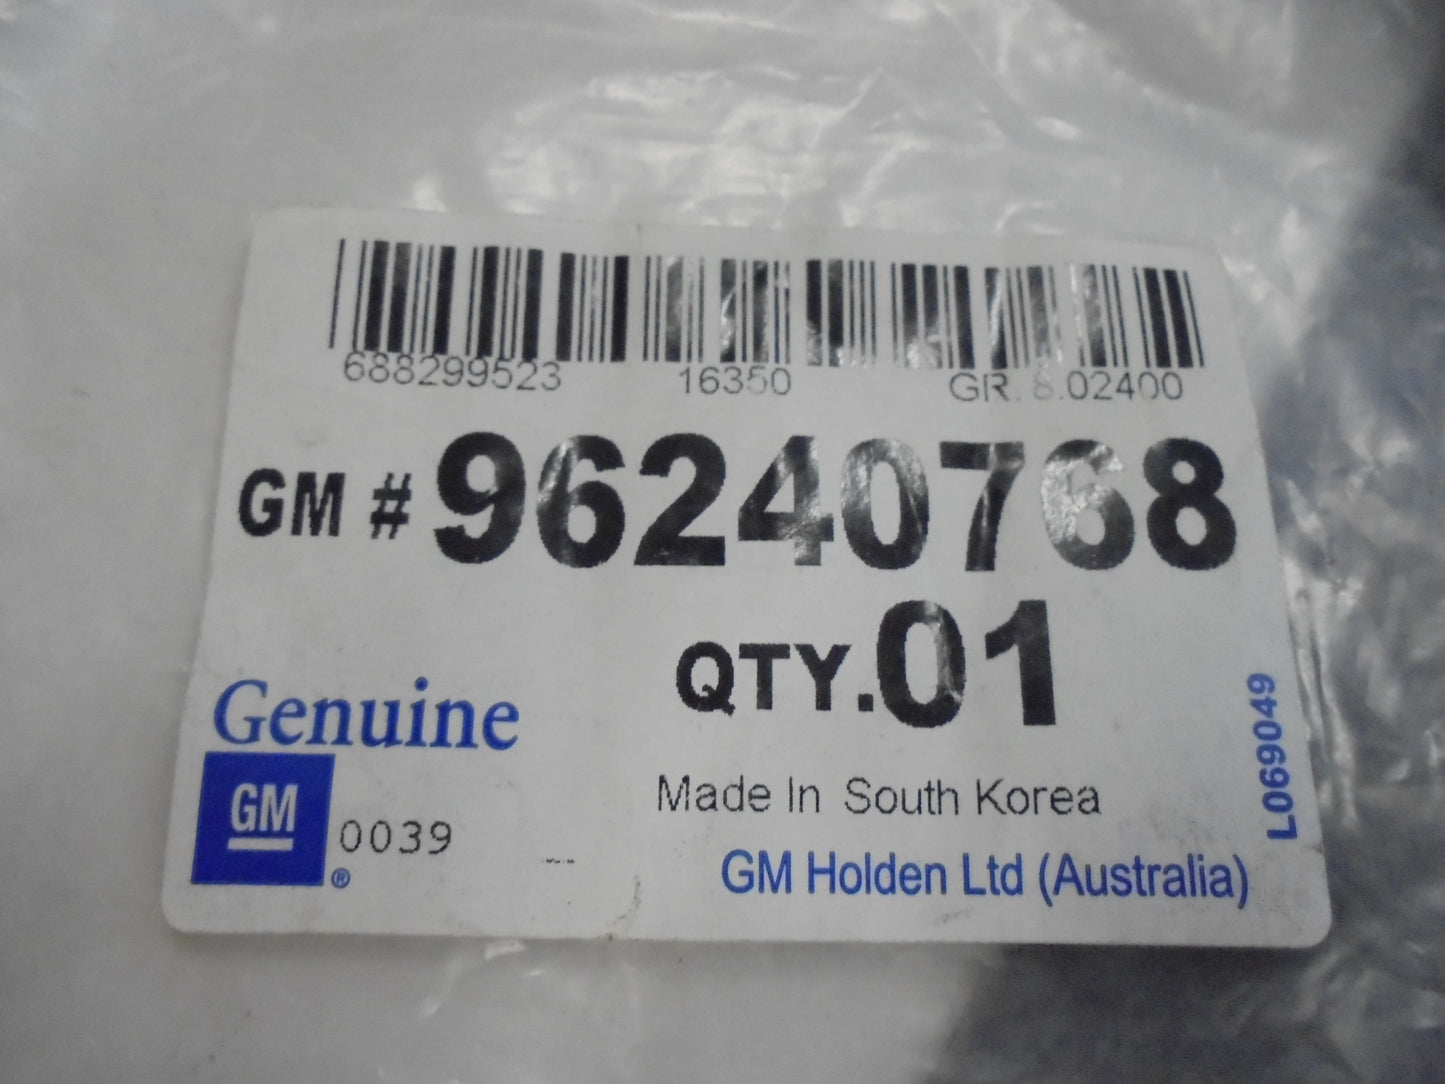 688299523 16350 GR. 8.02400
GM # 96240768
QTY. 01
Genuine
GM
®
0039
Made In South Korea
GM Holden Ltd (Australia)
L069049